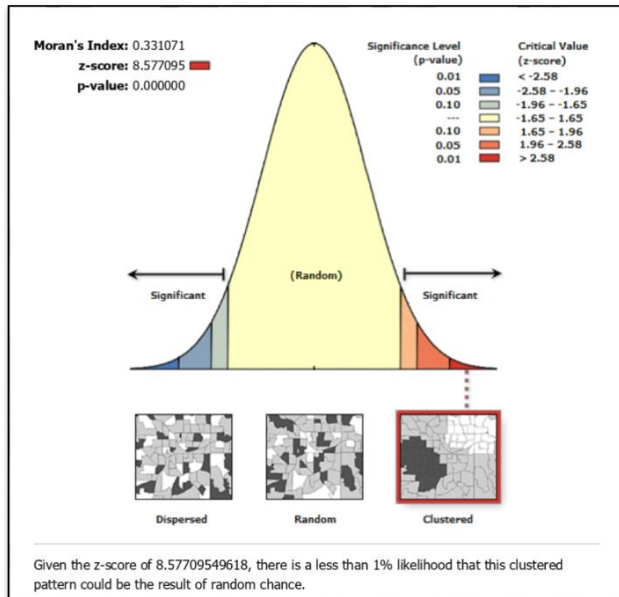 Moran's Index: 0.331071
z-score: 8.577095
p-value: 0.000000
Significance Level
(p-value)
Critical Value
(z-score)
0.01 < -2.58
0.05 -2.58 – -1.96
0.10 -1.96 – -1.65
--- -1.65 – 1.65
0.10 1.65 – 1.96
0.05 1.96 – 2.58
0.01 > 2.58
Significant
(Random)
Significant
Dispersed
Random
Clustered
Given the z-score of 8.57709549618, there is a less than 1% likelihood that this clustered
pattern could be the result of random chance.